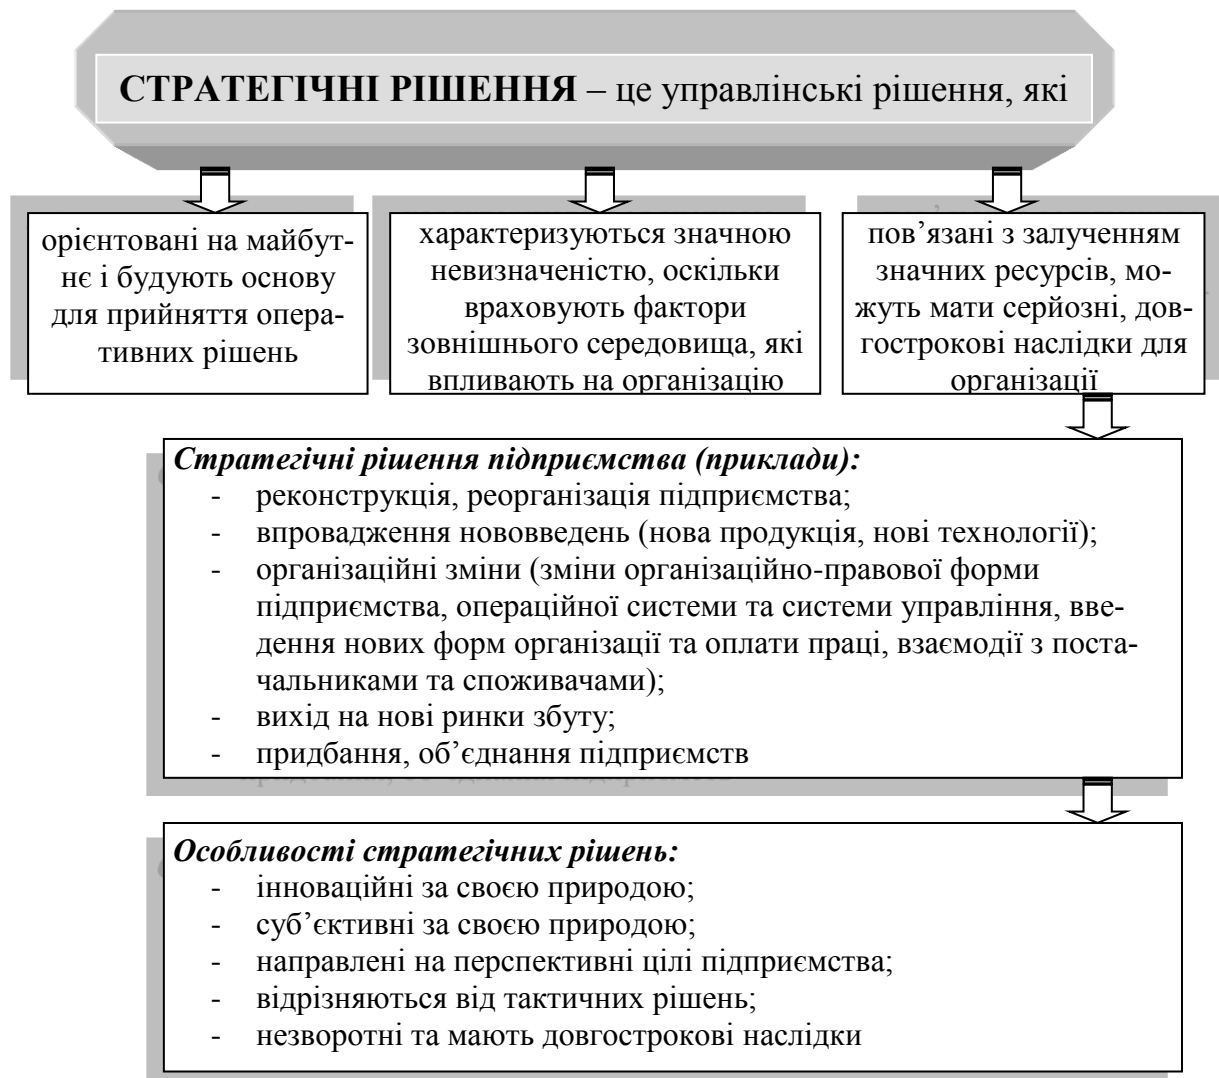 СТРАТЕГІЧНІ РІШЕННЯ – це управлінські рішення, які
орієнтовані на майбут-
нє і будують основу
для прийняття опера-
тивних рішень
характеризуються значною
невизначеністю, оскільки
враховують фактори
зовнішнього середовища, які
впливають на організацію
пов’язані з залученням
значних ресурсів, мо-
жуть мати серйозні, дов-
гострокові наслідки для
організації
Стратегічні рішення підприємства (приклади):
- реконструкція, реорганізація підприємства;
- впровадження нововведень (нова продукція, нові технології);
- організаційні зміни (зміни організаційно-правової форми
підприємства, операційної системи та системи управління, вве-
дення нових форм організації та оплати праці, взаємодії з поста-
чальниками та споживачами);
- вихід на нові ринки збуту;
- придбання, об’єднання підприємств
Особливості стратегічних рішень:
- інноваційні за своєю природою;
- суб’єктивні за своєю природою;
- направлені на перспективні цілі підприємства;
- відрізняються від тактичних рішень;
- незворотні та мають довгострокові наслідки